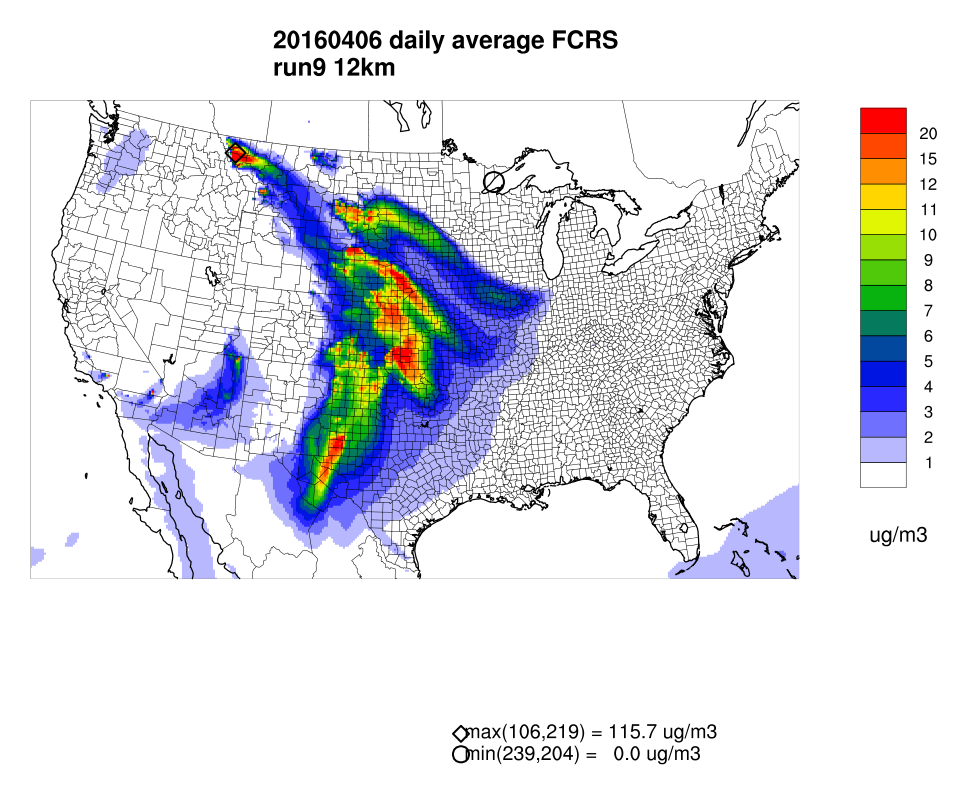 20160406 daily average FCRS
run9 12km
20
15
12
11
10
9
8
7
6
5
4
3
2
1
ug/m3
max(106,219) = 115.7 ug/m3
min(239,204) = 0.0 ug/m3